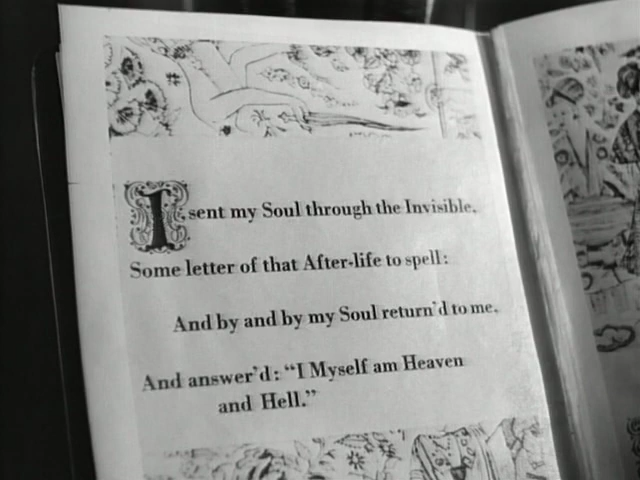 I sent my Soul through the Invisible,
Some letter of that After-life to spell:
And by and by my Soul return'd to me,
And answer'd: "I Myself am Heaven
and Hell."